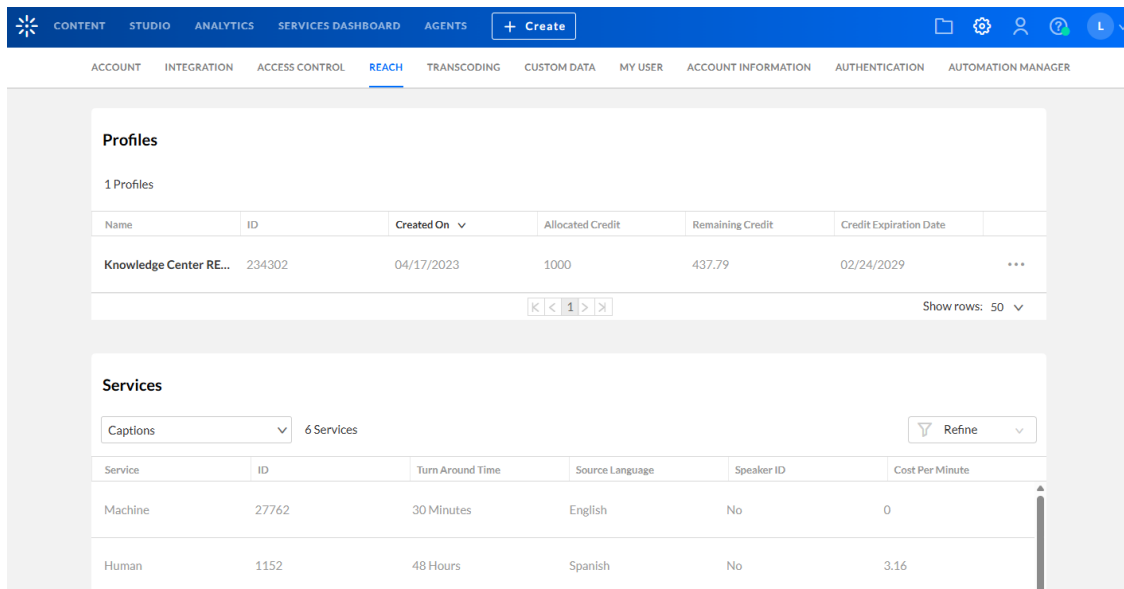 CONTENT STUDIO ANALYTICS SERVICES DASHBOARD AGENTS + Create L
ACCOUNT INTEGRATION ACCESS CONTROL REACH TRANSCODING CUSTOM DATA MY USER ACCOUNT INFORMATION AUTHENTICATION AUTOMATION MANAGER
Profiles
1 Profiles
Name ID Created On Allocated Credit Remaining Credit Credit Expiration Date
Knowledge Center RE... 234302 04/17/2023 1000 437.79 02/24/2029
1 Show rows: 50
Services
Captions 6 Services Refine
Service ID Turn Around Time Source Language Speaker ID Cost Per Minute
Machine 27762 30 Minutes English No 0
Human 1152 48 Hours Spanish No 3.16